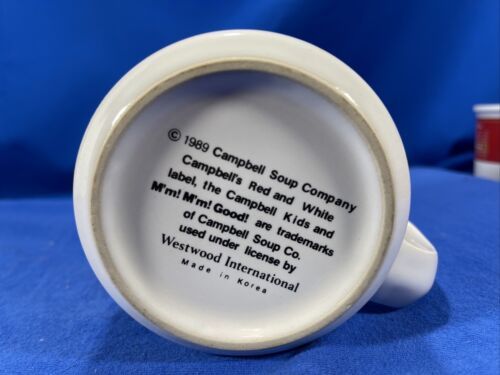 © 1989 Campbell Soup Company
Campbell's Red and White
label, the Campbell Kids and
M'm! M'm! Good! are trademarks
of Campbell Soup Co.
used under license by
Westwood International
Made in Korea